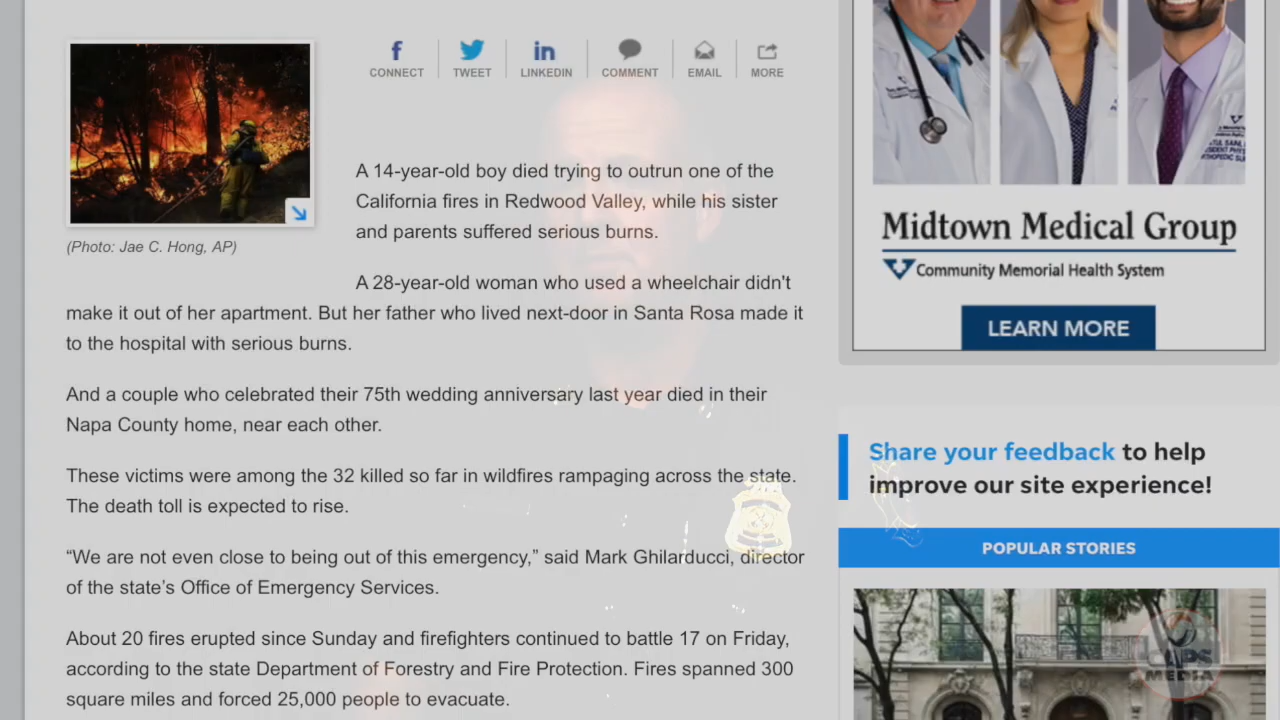 CONNECT
TWEET
LINKEDIN
COMMENT
EMAIL
MORE
(Photo: Jae C. Hong, AP)
A 14-year-old boy died trying to outrun one of the
California fires in Redwood Valley, while his sister
and parents suffered serious burns.
A 28-year-old woman who used a wheelchair didn't
make it out of her apartment. But her father who lived next-door in Santa Rosa made it
to the hospital with serious burns.
And a couple who celebrated their 75th wedding anniversary last year died in their
Napa County home, near each other.
These victims were among the 32 killed so far in wildfires rampaging across the state.
The death toll is expected to rise.
“We are not even close to being out of this emergency,” said Mark Ghilarducci, director
of the state’s Office of Emergency Services.
About 20 fires erupted since Sunday and firefighters continued to battle 17 on Friday,
according to the state Department of Forestry and Fire Protection. Fires spanned 300
square miles and forced 25,000 people to evacuate.
Midtown Medical Group
Community Memorial Health System
LEARN MORE
Share your feedback to help
improve our site experience!
POPULAR STORIES
CLIPS
MEDIA